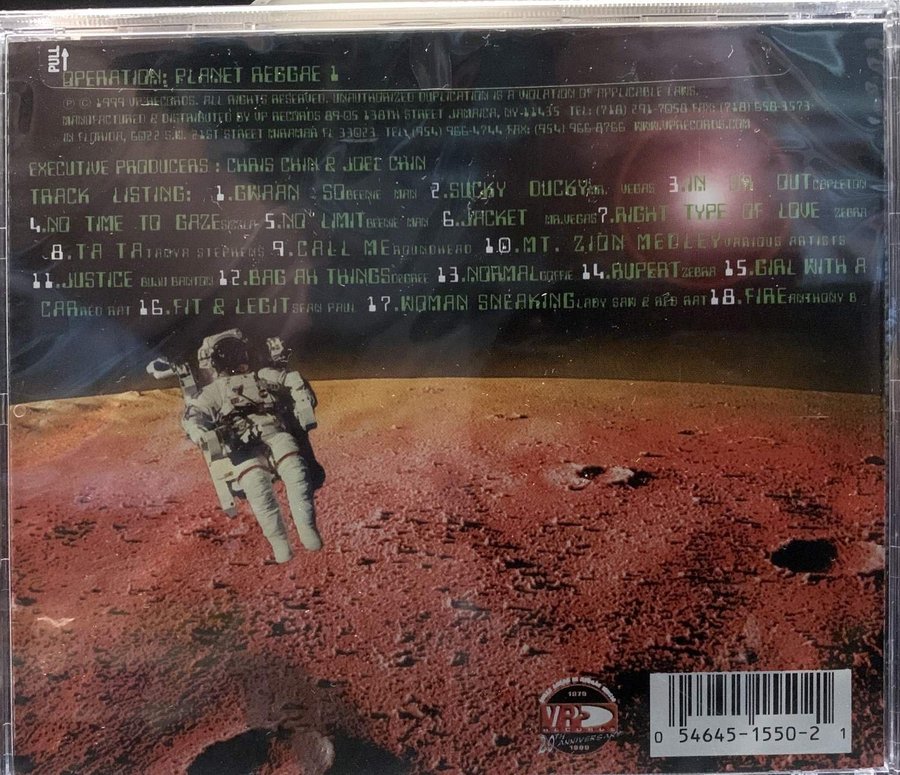 PULL
OPERATION: PLANET REGGAE 1
℗ © 1999 VP RECORDS. ALL RIGHTS RESERVED. UNAUTHORIZED DUPLICATION IS A VIOLATION OF APPLICABLE LAWS.
MANUFACTURED & DISTRIBUTED BY VP RECORDS 89-05 138TH STREET JAMAICA, NY-11435 TEL: (718) 291-7058 FAX: (718) 658-3573
IN FLORIDA, 6022 S.W. 21ST STREET MIRAMAR FL 33023 TEL: (954) 966-4744 FAX: (954) 966-8766 WWW.VPRECORDS.COM
EXECUTIVE PRODUCERS : CHRIS CHIN & JOEL CHIN
TRACK LISTING: 1.GWAAN SO BEENIE MAN 2.SUCKY DUCKY MR. VEGAS 3.IN OR OUT CAPLETON
4.NO TIME TO GAZE SIZZLA 5.NO LIMIT BEENIE MAN 6.JACKET MR.VEGAS 7.RIGHT TYPE OF LOVE ZEBRA
8.TA TA TANYA STEPHENS 9.CALL ME ROUNDHEAD 10.MT. ZION MEDLEY VARIOUS ARTISTS
11.JUSTICE BUJU BANTON 12.BAG AH THINGS DEGREE 13.NORMAL GOFFIE 14.RUPERT ZEBRA 15.GIRL WITH A
CAR RED RAT 16.FIT & LEGIT SEAN PAUL 17.WOMAN SNEAKING LADY SAW & RED RAT 18.FIRE ANTHONY B
1979
VP
RECORDS
20TH ANNIVERSARY
1999
0 54645-1550-2 1